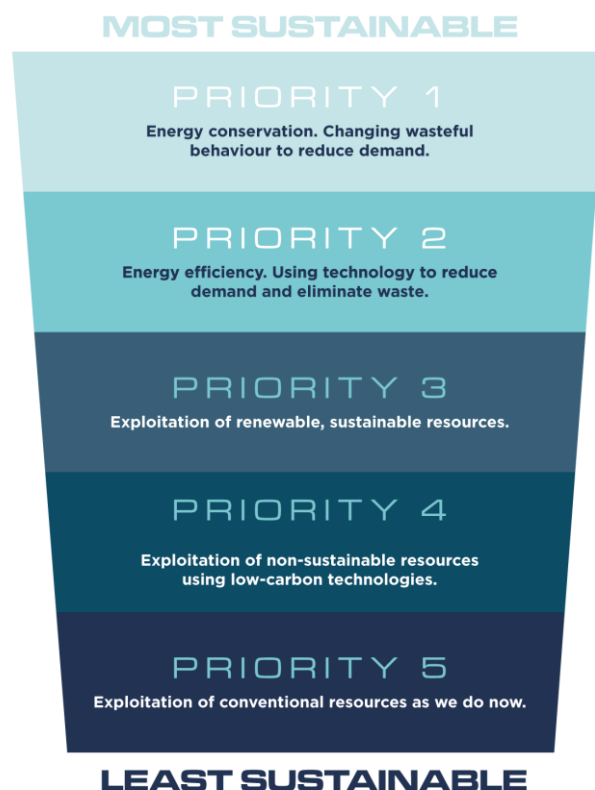 MOST SUSTAINABLE
PRIORITY 1
Energy conservation. Changing wasteful
behaviour to reduce demand.
PRIORITY 2
Energy efficiency. Using technology to reduce
demand and eliminate waste.
PRIORITY 3
Exploitation of renewable, sustainable resources.
PRIORITY 4
Exploitation of non-sustainable resources
using low-carbon technologies.
PRIORITY 5
Exploitation of conventional resources as we do now.
LEAST SUSTAINABLE